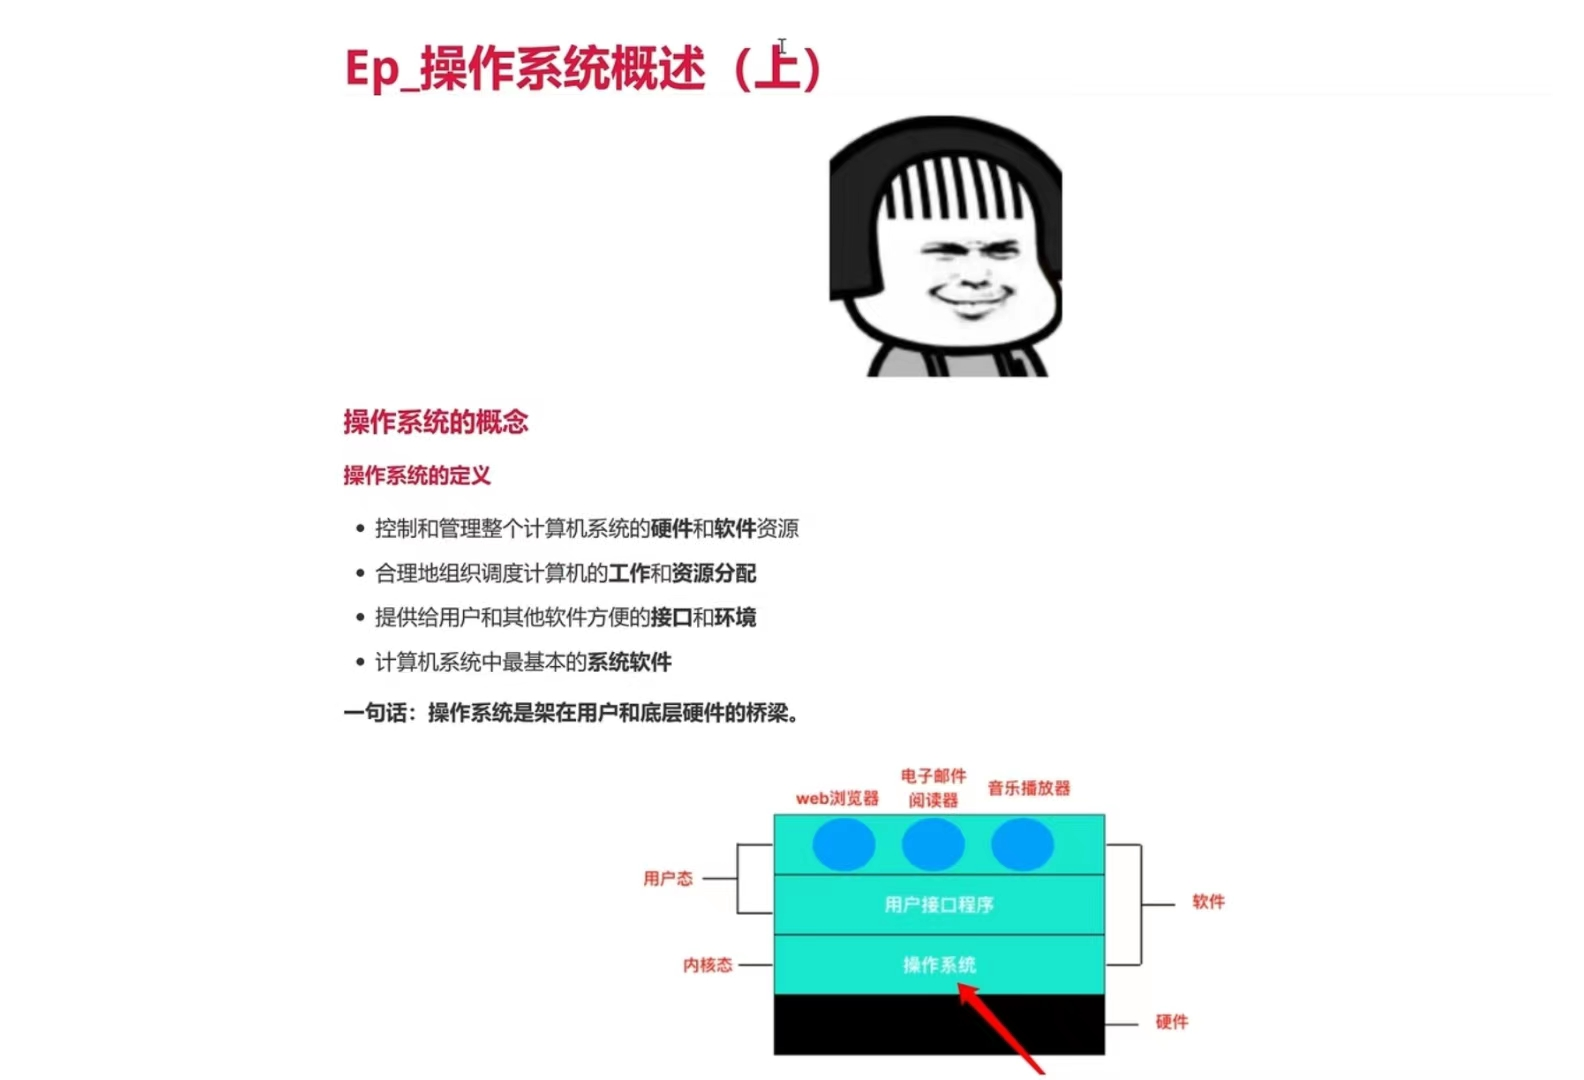 Ep_操作系统概述（上）
操作系统的概念
操作系统的定义
控制和管理整个计算机系统的硬件和软件资源
合理地组织调度计算机的工作和资源分配
提供给用户和其他软件方便的接口和环境
计算机系统中最基本的系统软件
一句话：操作系统是架在用户和底层硬件的桥梁。
web浏览器
电子邮件
阅读器
音乐播放器
用户态
用户接口程序
软件
内核态
操作系统
硬件